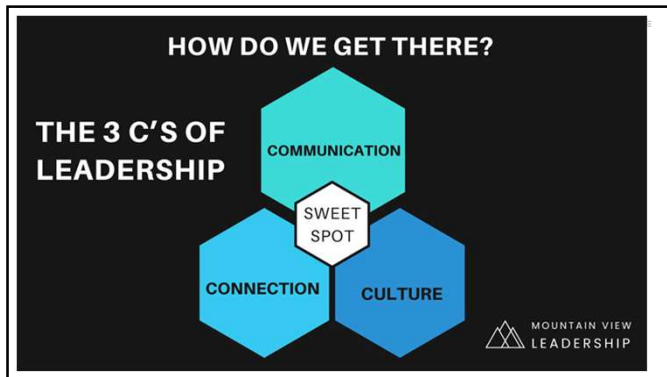 HOW DO WE GET THERE?
THE 3 C'S OF
LEADERSHIP
COMMUNICATION
SWEET
SPOT
CONNECTION
CULTURE
MOUNTAIN VIEW
LEADERSHIP